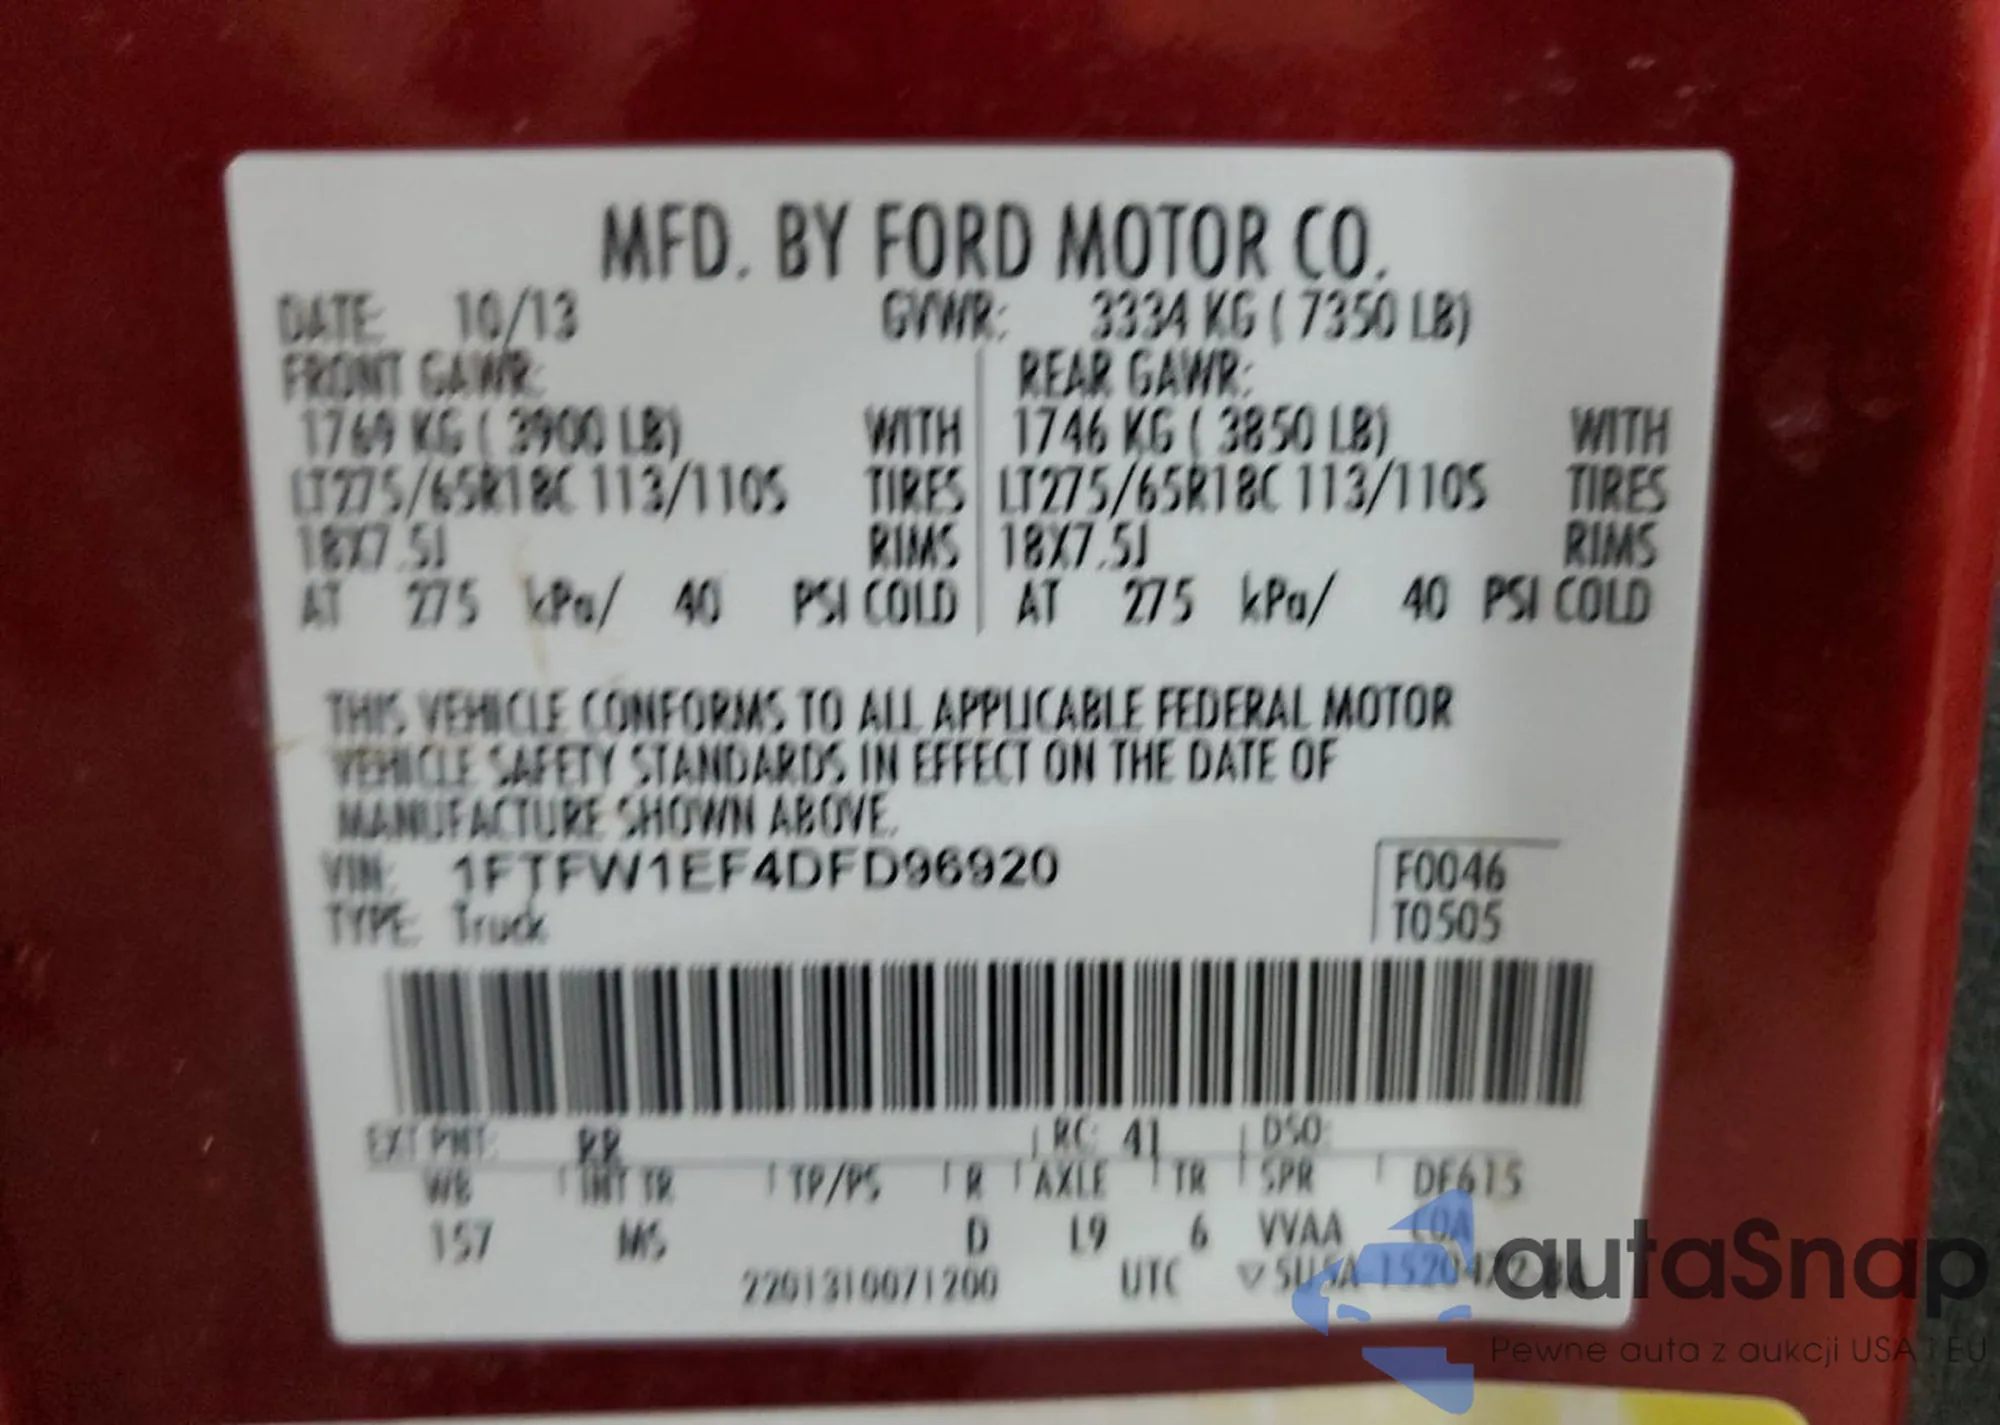 MFD. BY FORD MOTOR CO.
DATE: 10/13 GVWR: 3334 KG ( 7350 LB)
FRONT GAWR: REAR GAWR:
1769 KG ( 3900 LB) WITH 1746 KG ( 3850 LB) WITH
LT275/65R18C 113/110S TIRES LT275/65R18C 113/110S TIRES
18X7.5J RIMS 18X7.5J RIMS
AT 275 kPa/ 40 PSI COLD AT 275 kPa/ 40 PSI COLD
THIS VEHICLE CONFORMS TO ALL APPLICABLE FEDERAL MOTOR
VEHICLE SAFETY STANDARDS IN EFFECT ON THE DATE OF
MANUFACTURE SHOWN ABOVE.
VIN: 1FTFW1EF4DFD96920 F0046
TYPE: Truck T0505
EXT PNT: RR RC: 41 DSO:
WB INT TR TP/PS R AXLE TR SPR DF615
157 MS D L9 6 VVAA
2201310071200 UTC
autaSnap
Pewne auta z aukcji USA i EU